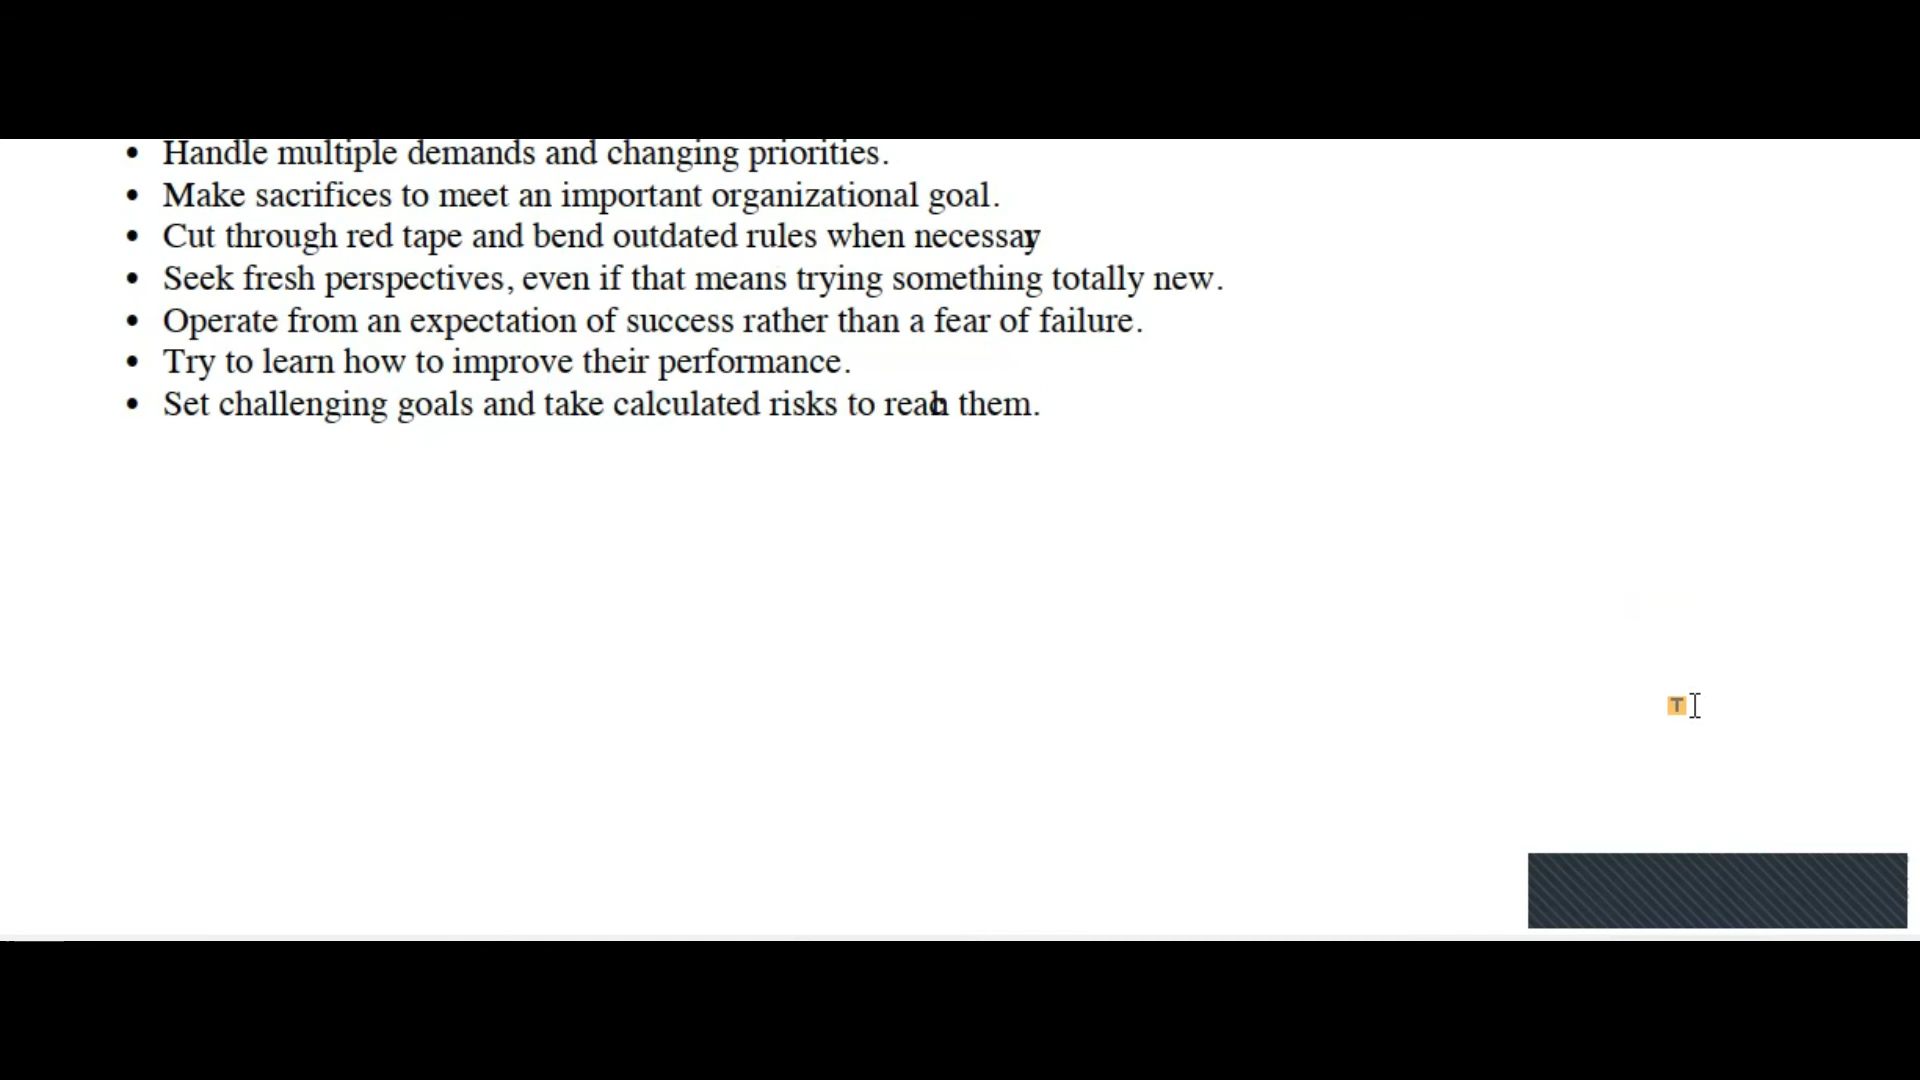 • Handle multiple demands and changing priorities.
• Make sacrifices to meet an important organizational goal.
• Cut through red tape and bend outdated rules when necessary
• Seek fresh perspectives, even if that means trying something totally new.
• Operate from an expectation of success rather than a fear of failure.
• Try to learn how to improve their performance.
• Set challenging goals and take calculated risks to reach them.
T